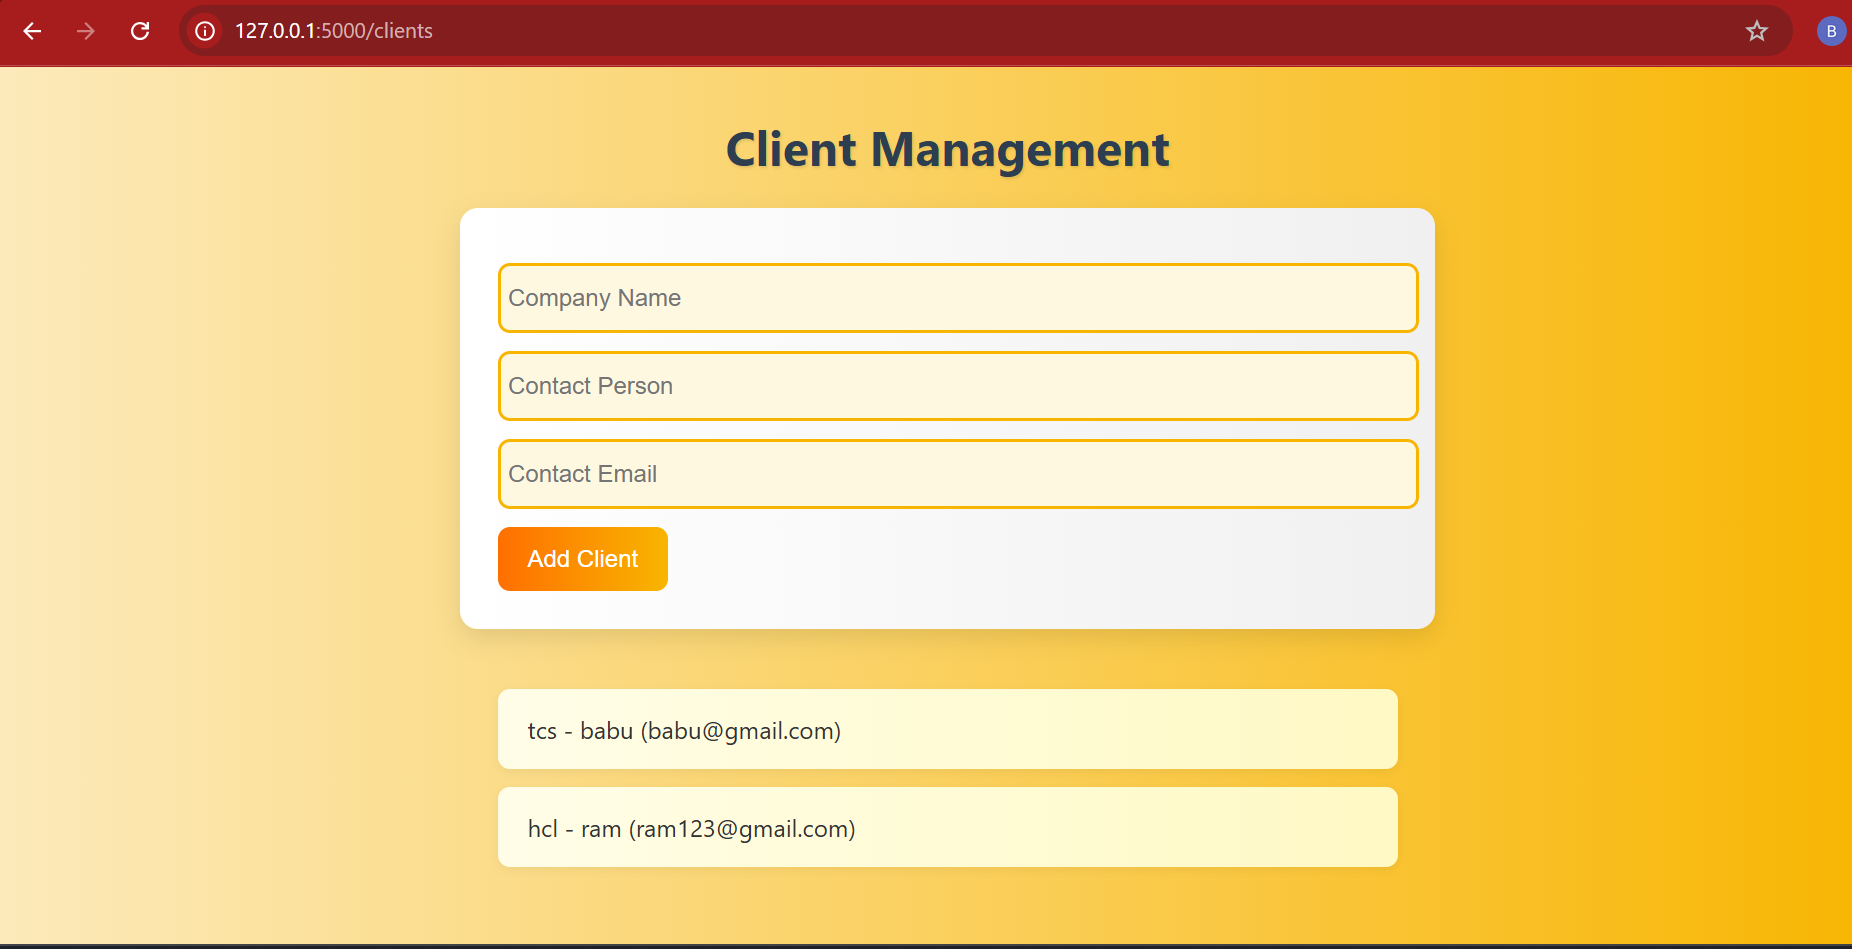 127.0.0.1:5000/clients
B
Client Management
Company Name
Contact Person
Contact Email
Add Client
tcs - babu (babu@gmail.com)
hcl - ram (ram123@gmail.com)